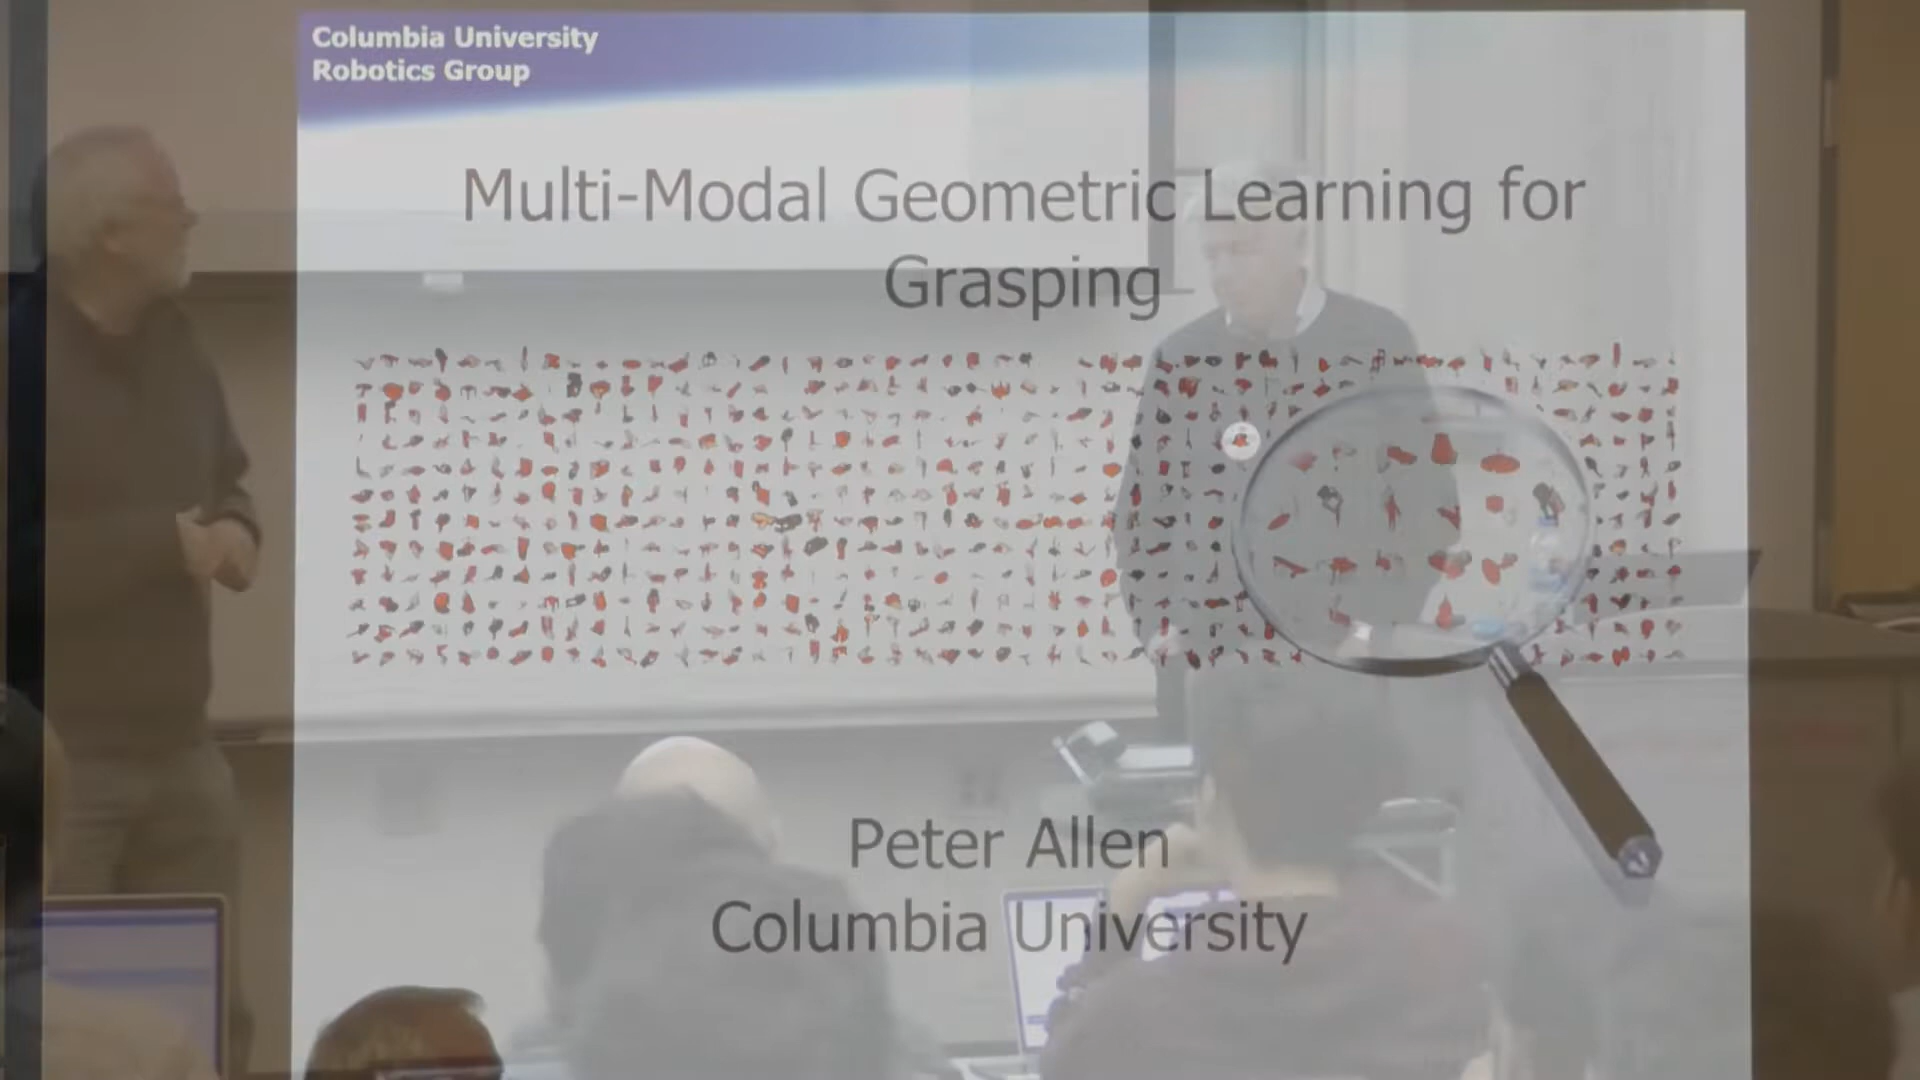 Columbia University
Robotics Group
Multi-Modal Geometric Learning for
Grasping
Peter Allen
Columbia University